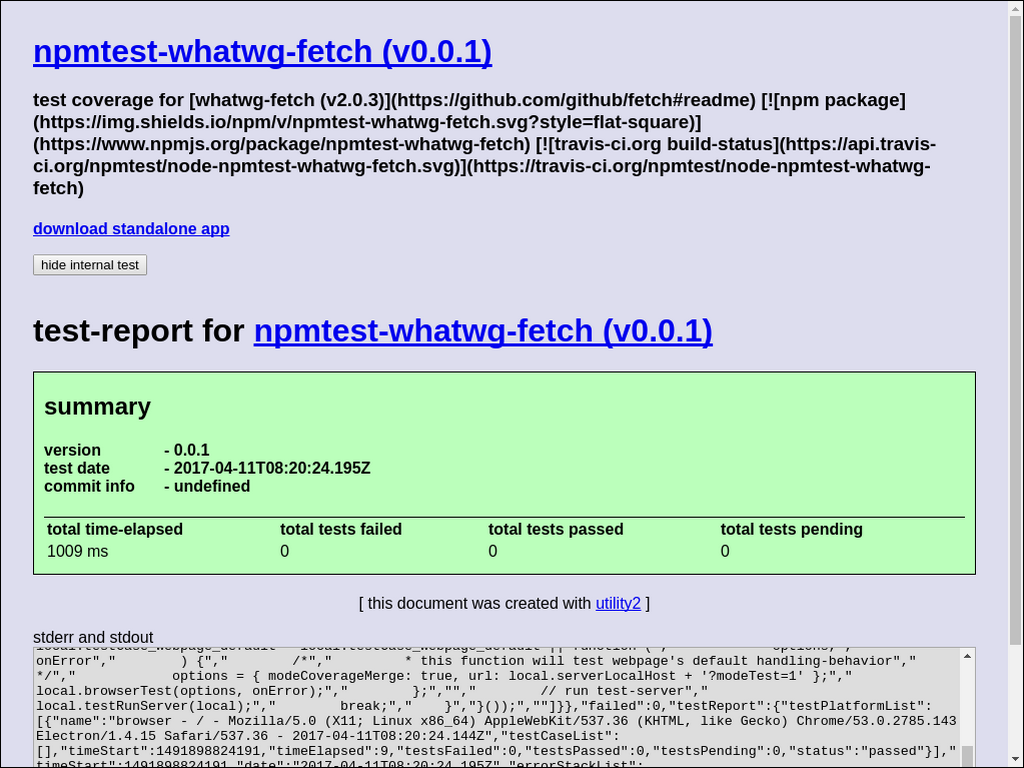 npmtest-whatwg-fetch (v0.0.1)
test coverage for [whatwg-fetch (v2.0.3)](https://github.com/github/fetch#readme) [![npm package]
(https://img.shields.io/npm/v/npmtest-whatwg-fetch.svg?style=flat-square)]
(https://www.npmjs.org/package/npmtest-whatwg-fetch) [![travis-ci.org build-status](https://api.travis-
ci.org/npmtest/node-npmtest-whatwg-fetch.svg)](https://travis-ci.org/npmtest/node-npmtest-whatwg-
fetch)
download standalone app
hide internal test
test-report for npmtest-whatwg-fetch (v0.0.1)
summary
version - 0.0.1
test date - 2017-04-11T08:20:24.195Z
commit info - undefined
total time-elapsed total tests failed total tests passed total tests pending
1009 ms 0 0 0
[ this document was created with utility2 ]
stderr and stdout
local.testCase_webpage_default = local.testCase_webpage_default || function ("," options,","
onError"," ) {"," /*"," * this function will test webpage's default handling-behavior","
*/"," options = { modeCoverageMerge: true, url: local.serverLocalHost + '?modeTest=1' };","
local.browserTest(options, onError);"," };",""," // run test-server","
local.testRunServer(local);"," break;"," }","}());",""]}},"failed":0,"testReport":{"testPlatformList":
[{"name":"browser - / - Mozilla/5.0 (X11; Linux x86_64) AppleWebKit/537.36 (KHTML, like Gecko) Chrome/53.0.2785.143
Electron/1.4.15 Safari/537.36 - 2017-04-11T08:20:24.144Z","testCaseList":
[],"timeStart":1491898824191,"timeElapsed":9,"testsFailed":0,"testsPassed":0,"testsPending":0,"status":"passed"}],"
timeStart":1491898824191,"date":"2017-04-11T08:20:24.195Z","errorStackList":